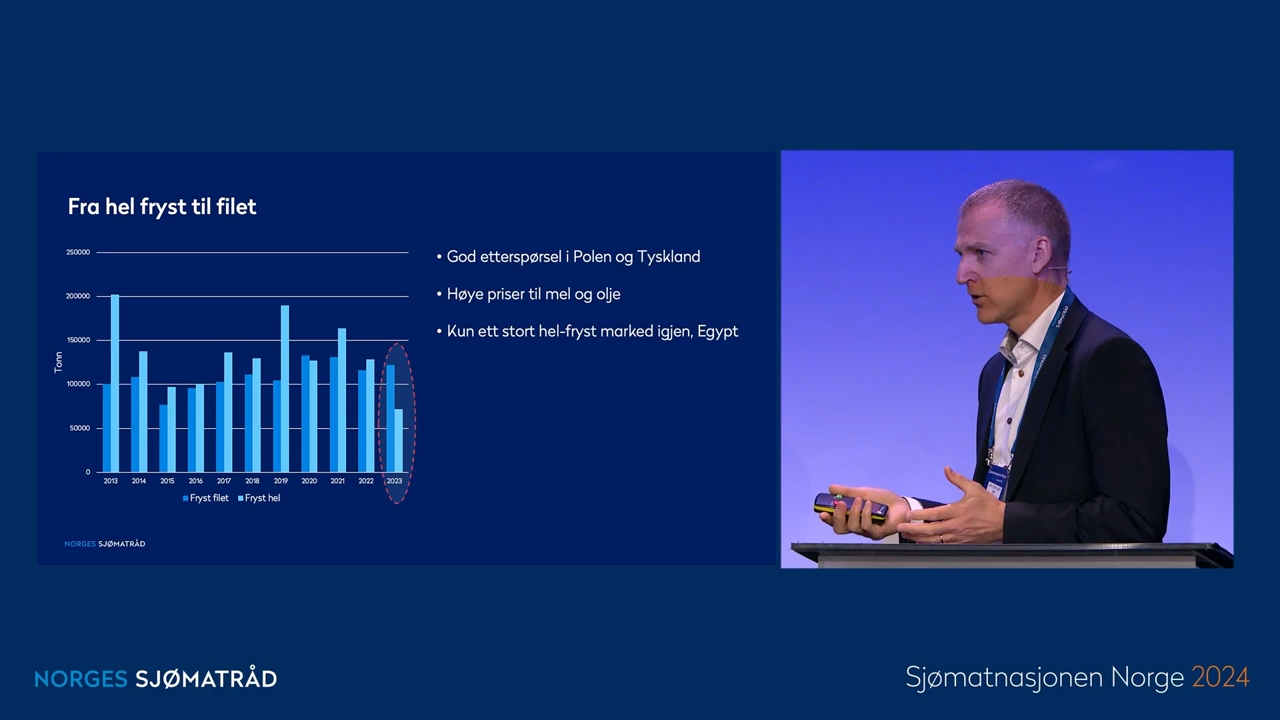 Fra hel fryst til filet
250000
200000
150000
100000
50000
0
Tonn
2013 2014 2015 2016 2017 2018 2019 2020 2021 2022 2023
Fryst filet Fryst hel
• God etterspørsel i Polen og Tyskland
• Høye priser til mel og olje
• Kun ett stort hel-fryst marked igjen, Egypt
NORGES SJØMATRÅD
NORGES SJØMATRÅD
Sjømatnasjonen Norge 2024